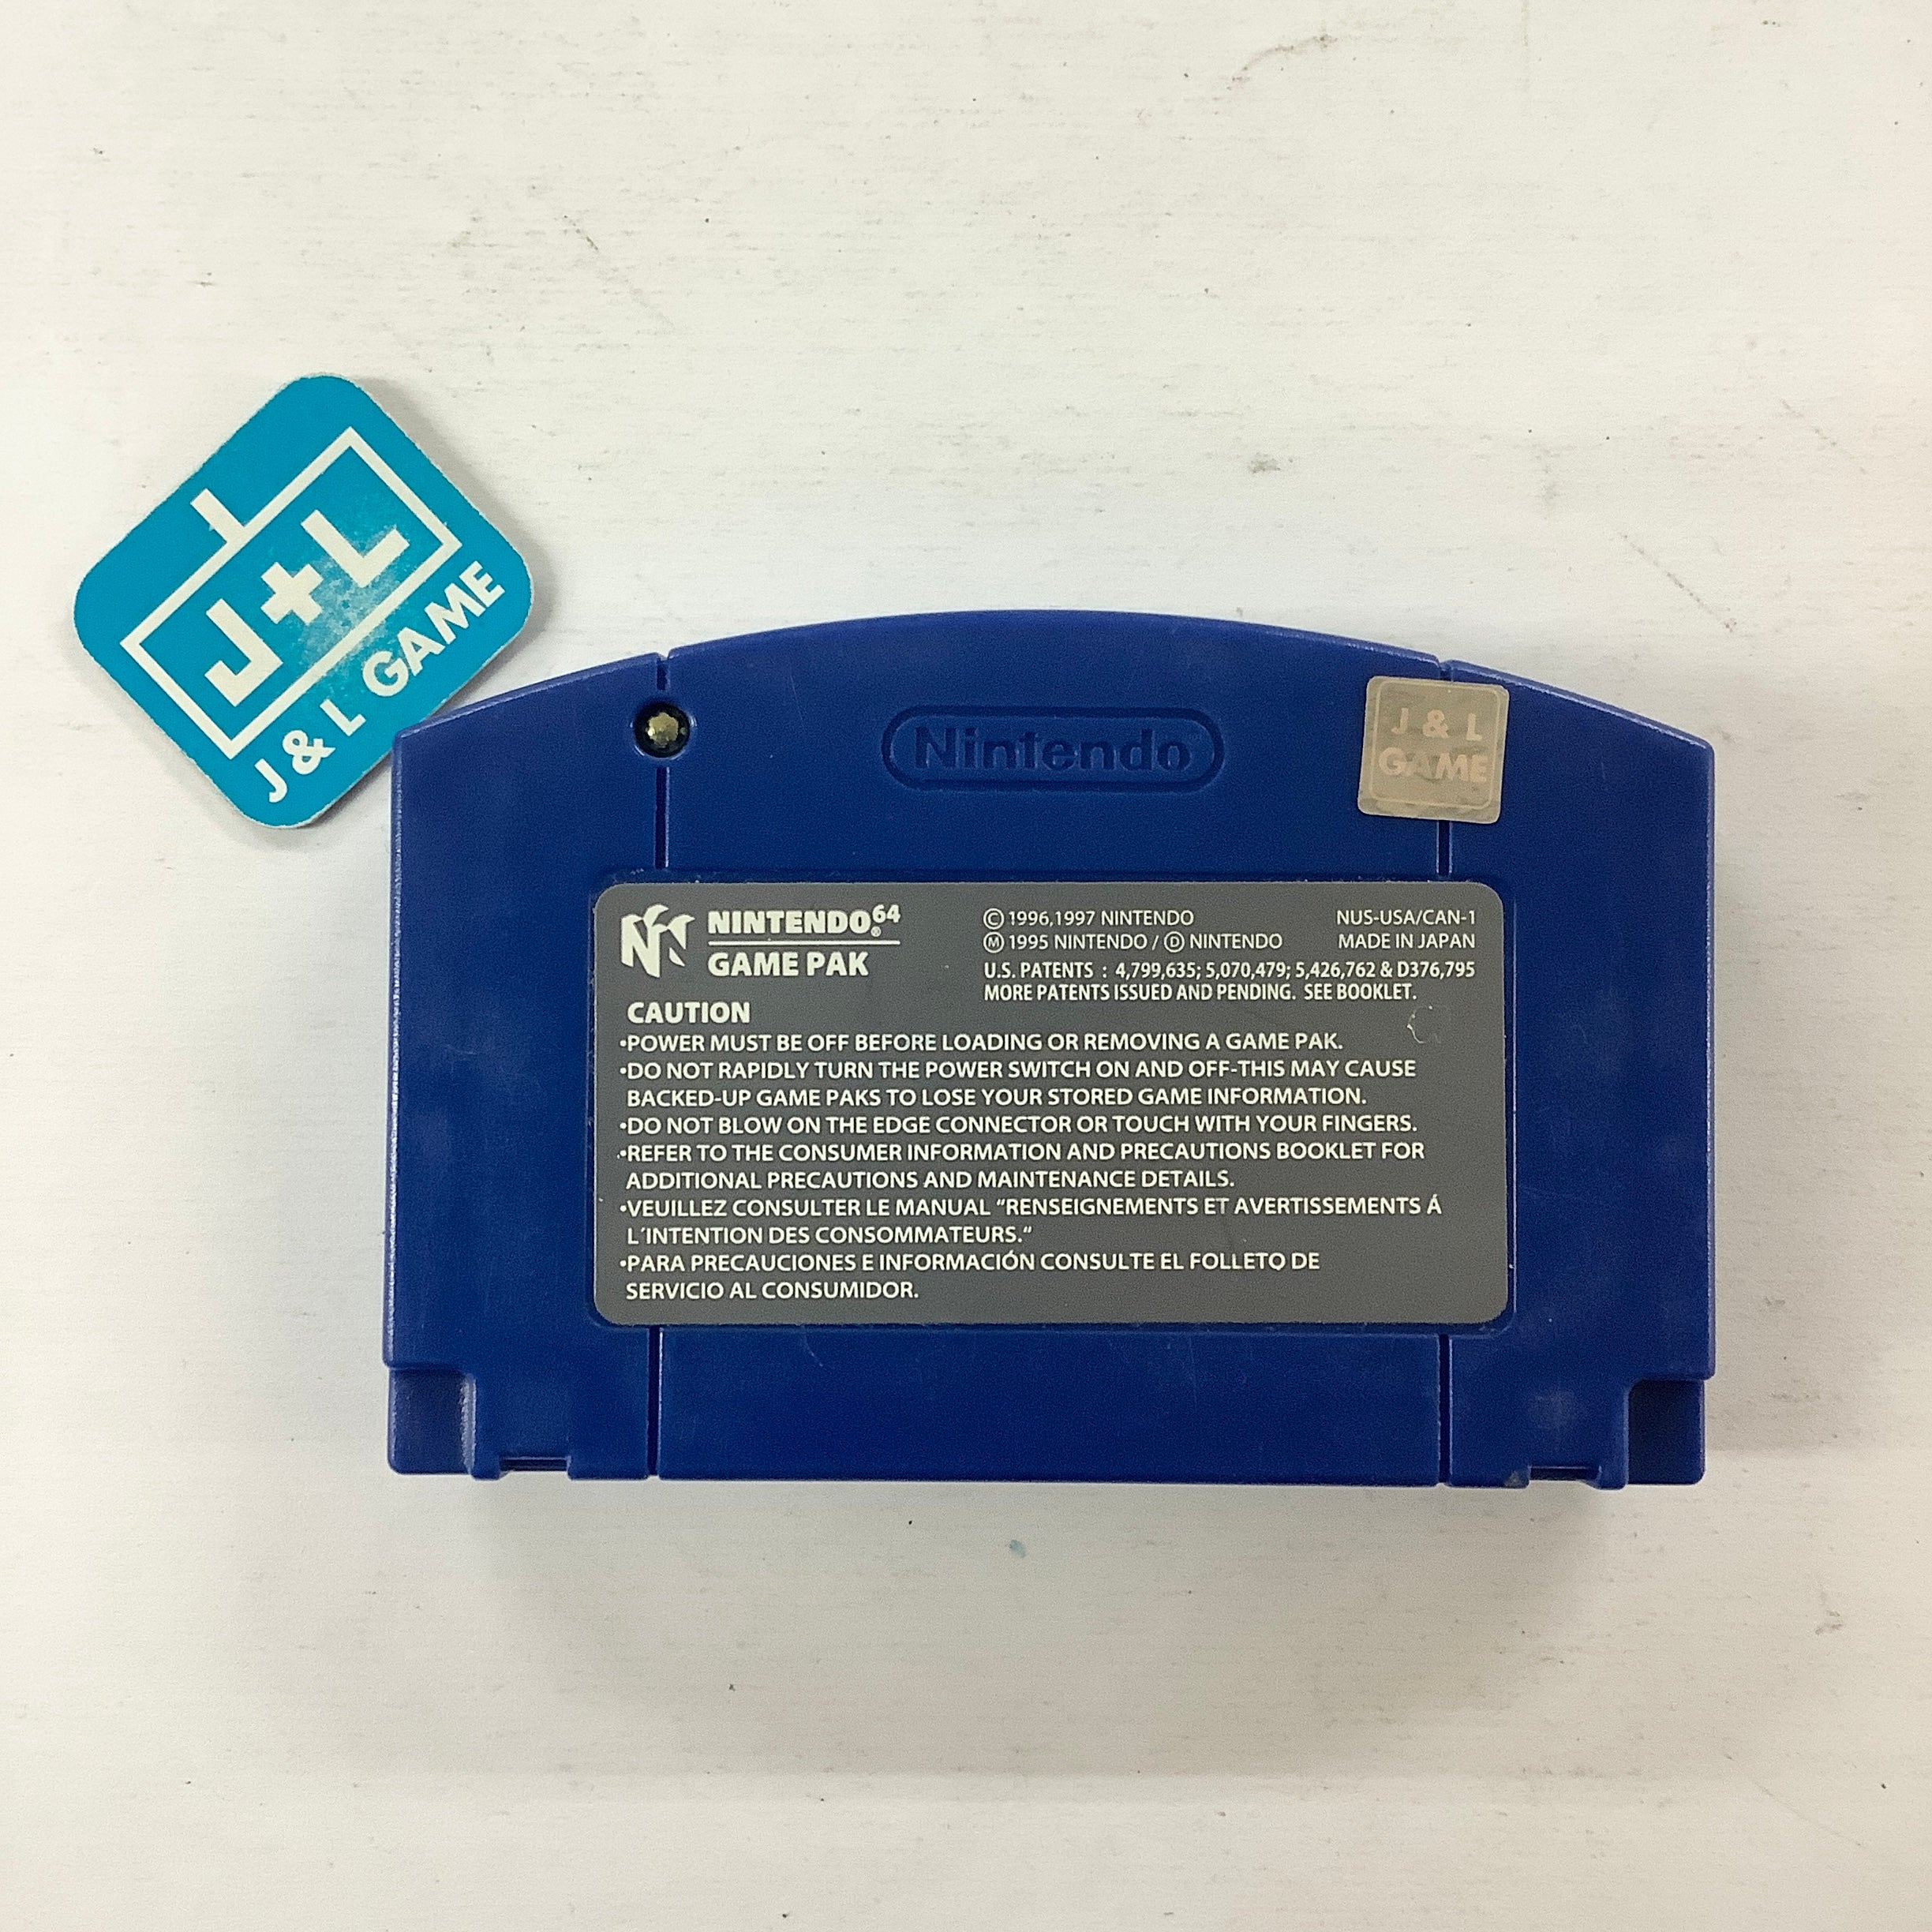 J+L
J & L GAME
Nintendo
J & L
GAME
NINTENDO64®
GAME PAK
© 1996,1997 NINTENDO
Ⓜ 1995 NINTENDO / Ⓓ NINTENDO
NUS-USA/CAN-1
MADE IN JAPAN
U.S. PATENTS : 4,799,635; 5,070,479; 5,426,762 & D376,795
MORE PATENTS ISSUED AND PENDING. SEE BOOKLET.
CAUTION
•POWER MUST BE OFF BEFORE LOADING OR REMOVING A GAME PAK.
•DO NOT RAPIDLY TURN THE POWER SWITCH ON AND OFF-THIS MAY CAUSE
BACKED-UP GAME PAKS TO LOSE YOUR STORED GAME INFORMATION.
•DO NOT BLOW ON THE EDGE CONNECTOR OR TOUCH WITH YOUR FINGERS.
•REFER TO THE CONSUMER INFORMATION AND PRECAUTIONS BOOKLET FOR
ADDITIONAL PRECAUTIONS AND MAINTENANCE DETAILS.
•VEUILLEZ CONSULTER LE MANUAL "RENSEIGNEMENTS ET AVERTISSEMENTS Á
L´INTENTION DES CONSOMMATEURS."
•PARA PRECAUCIONES E INFORMACIÓN CONSULTE EL FOLLETO DE
SERVICIO AL CONSUMIDOR.